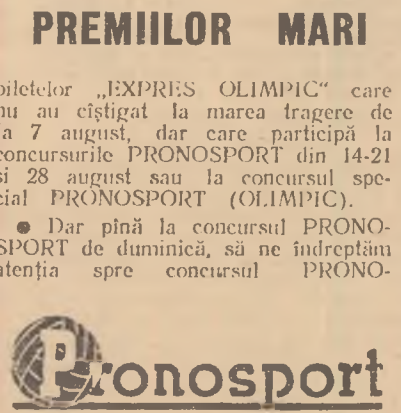 PREMIILOR MARI
biletelor „EXPRES OLIMPIC" care
nu au cîștigat la marea tragere de
la 7 august, dar care participă la
concursurile PRONOSPORT din 14-21
și 28 august sau la concursul spe-
cial PRONOSPORT (OLIMPIC).
● Dar pînă la concursul PRONO-
SPORT de duminică, să ne îndreptăm
atenția spre concursul PRONO-
Pronosport